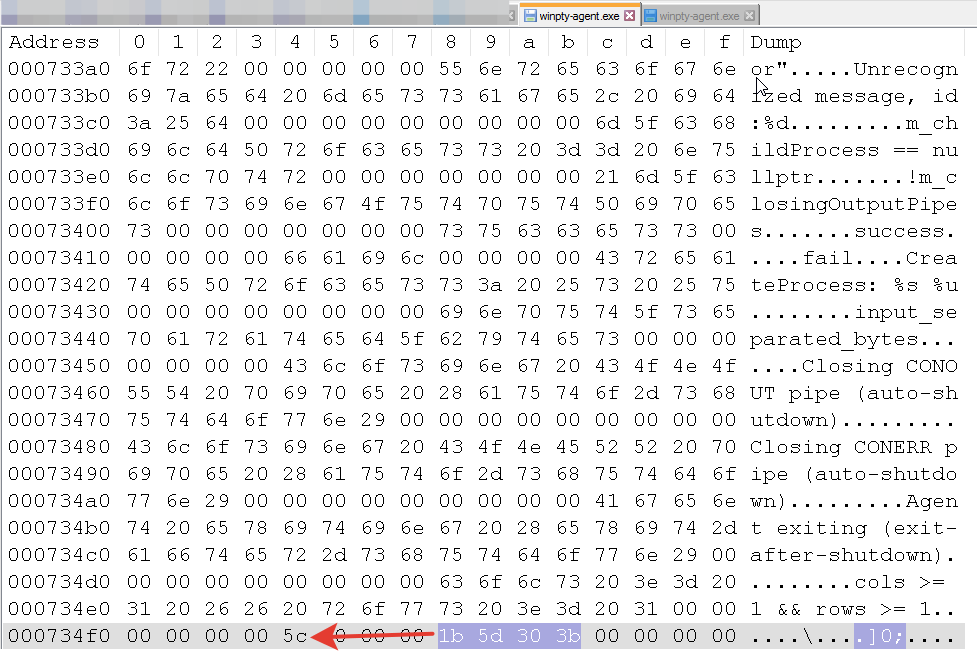 winpty-agent.exe winpty-agent.exe
Address 0 1 2 3 4 5 6 7 8 9 a b c d e f Dump
000733a0 6f 72 22 00 00 00 00 00 55 6e 72 65 63 6f 67 6e or".....Unrecogn
000733b0 69 7a 65 64 20 6d 65 73 73 61 67 65 2c 20 69 64 ized message, id
000733c0 3a 25 64 00 00 00 00 00 00 00 00 00 6d 5f 63 68 :%d.........m_ch
000733d0 69 6c 64 50 72 6f 63 65 73 73 20 3d 3d 20 6e 75 ildProcess == nu
000733e0 6c 6c 70 74 72 00 00 00 00 00 00 00 21 6d 5f 63 llptr.......!m_c
000733f0 6c 6f 73 69 6e 67 4f 75 74 70 75 74 50 69 70 65 losingOutputPipe
00073400 73 00 00 00 00 00 00 00 73 75 63 63 65 73 73 00 s.......success.
00073410 00 00 00 00 66 61 69 6c 00 00 00 00 43 72 65 61 ....fail....Crea
00073420 74 65 50 72 6f 63 65 73 73 3a 20 25 73 20 25 75 teProcess: %s %u
00073430 00 00 00 00 00 00 00 00 69 6e 70 75 74 5f 73 65 ........input_se
00073440 70 61 72 61 74 65 64 5f 62 79 74 65 73 00 00 00 parated_bytes...
00073450 00 00 00 00 43 6c 6f 73 69 6e 67 20 43 4f 4e 4f ....Closing CONO
00073460 55 54 20 70 69 70 65 20 28 61 75 74 6f 2d 73 68 UT pipe (auto-sh
00073470 75 74 64 6f 77 6e 29 00 00 00 00 00 00 00 00 00 utdown).........
00073480 43 6c 6f 73 69 6e 67 20 43 4f 4e 45 52 52 20 70 Closing CONERR p
00073490 69 70 65 20 28 61 75 74 6f 2d 73 68 75 74 64 6f ipe (auto-shutdo
000734a0 77 6e 29 00 00 00 00 00 00 00 00 00 41 67 65 6e wn).........Agen
000734b0 74 20 65 78 69 74 69 6e 67 20 28 65 78 69 74 2d t exiting (exit-
000734c0 61 66 74 65 72 2d 73 68 75 74 64 6f 77 6e 29 00 after-shutdown).
000734d0 00 00 00 00 00 00 00 00 63 6f 6c 73 20 3e 3d 20 ........cols >=
000734e0 31 20 26 26 20 72 6f 77 73 20 3e 3d 20 31 00 00 1 && rows >= 1..
000734f0 00 00 00 00 5c 00 00 00 1b 5d 30 3b 00 00 00 00 ....\....]0;....